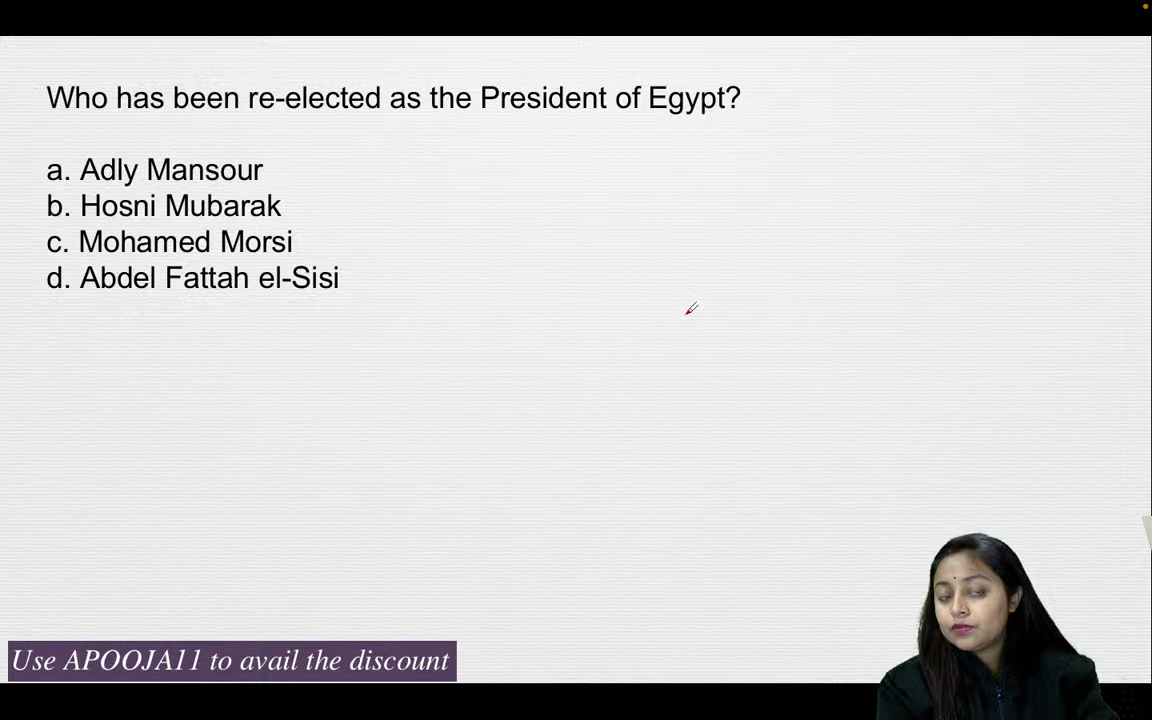 Who has been re-elected as the President of Egypt?
a. Adly Mansour
b. Hosni Mubarak
c. Mohamed Morsi
d. Abdel Fattah el-Sisi
Use APOOJA11 to avail the discount